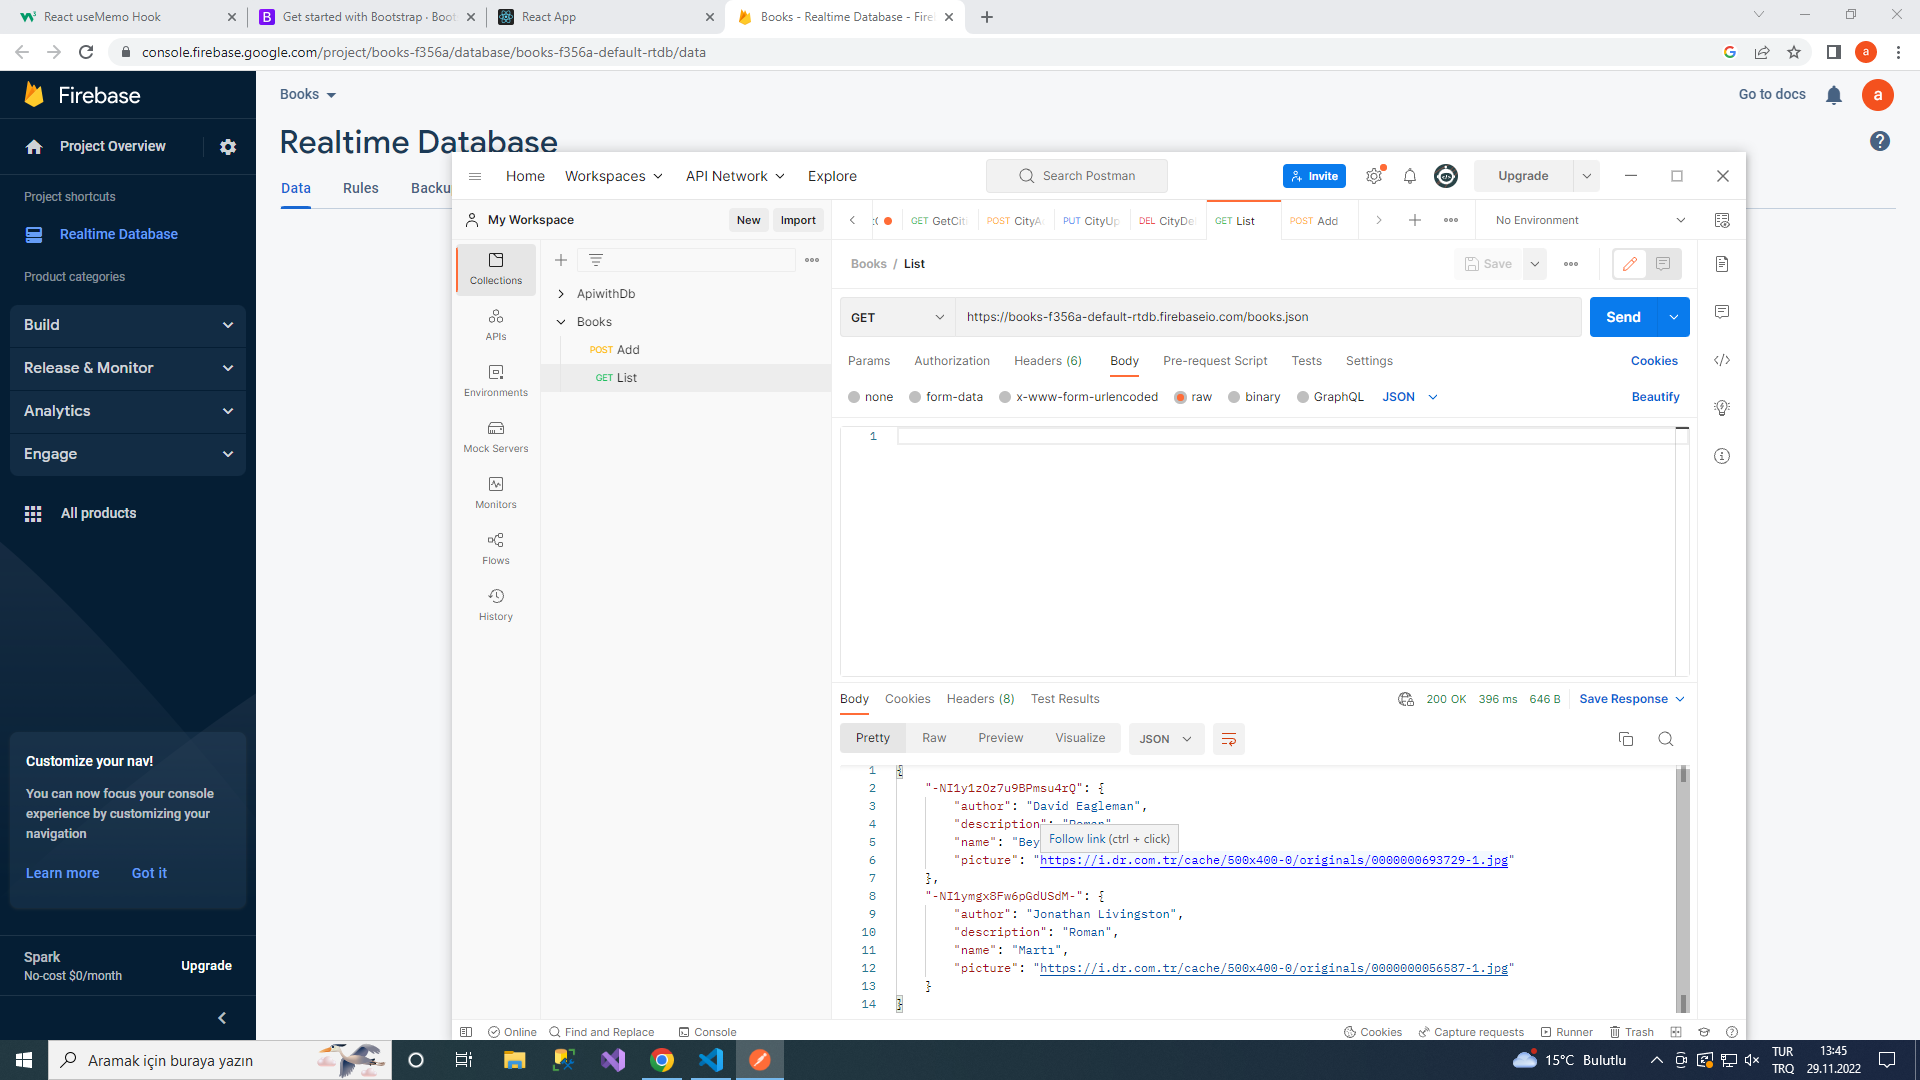 React useMemo Hook
Get started with Bootstrap · Boot
React App
Books - Realtime Database - Fire
console.firebase.google.com/project/books-f356a/database/books-f356a-default-rtdb/data
Firebase
Project Overview
Project shortcuts
Realtime Database
Product categories
Build
Release & Monitor
Analytics
Engage
All products
Customize your nav!
You can now focus your console
experience by customizing your
navigation
Learn more
Got it
Spark
No-cost $0/month
Upgrade
Books
Go to docs
a
a
Realtime Database
Data
Rules
Backu
Home
Workspaces
API Network
Explore
Search Postman
Invite
Upgrade
My Workspace
New
Import
GET GetCiti
POST CityA
PUT CityUp
DEL CityDel
GET List
POST Add
No Environment
Collections
APIs
Environments
Mock Servers
Monitors
Flows
History
ApiwithDb
Books
POST Add
GET List
Books / List
Save
GET
https://books-f356a-default-rtdb.firebaseio.com/books.json
Send
Params
Authorization
Headers (6)
Body
Pre-request Script
Tests
Settings
Cookies
none
form-data
x-www-form-urlencoded
raw
binary
GraphQL
JSON
Beautify
1
Body
Cookies
Headers (8)
Test Results
200 OK
396 ms
646 B
Save Response
Pretty
Raw
Preview
Visualize
JSON
1 {
2 "-NI1y1zOz7u9BPmsu4rQ": {
3 "author": "David Eagleman",
4 "description": "Roman",
5 "name": "Bey
Follow link (ctrl + click)
6 "picture": "https://i.dr.com.tr/cache/500x400-0/originals/0000000693729-1.jpg"
7 },
8 "-NI1ymgx8Fw6pGdUSdM-": {
9 "author": "Jonathan Livingston",
10 "description": "Roman",
11 "name": "Martı",
12 "picture": "https://i.dr.com.tr/cache/500x400-0/originals/0000000056587-1.jpg"
13 }
14 }
Online
Find and Replace
Console
Cookies
Capture requests
Runner
Trash
Aramak için buraya yazın
15°C Bulutlu
TUR
TRQ
13:45
29.11.2022